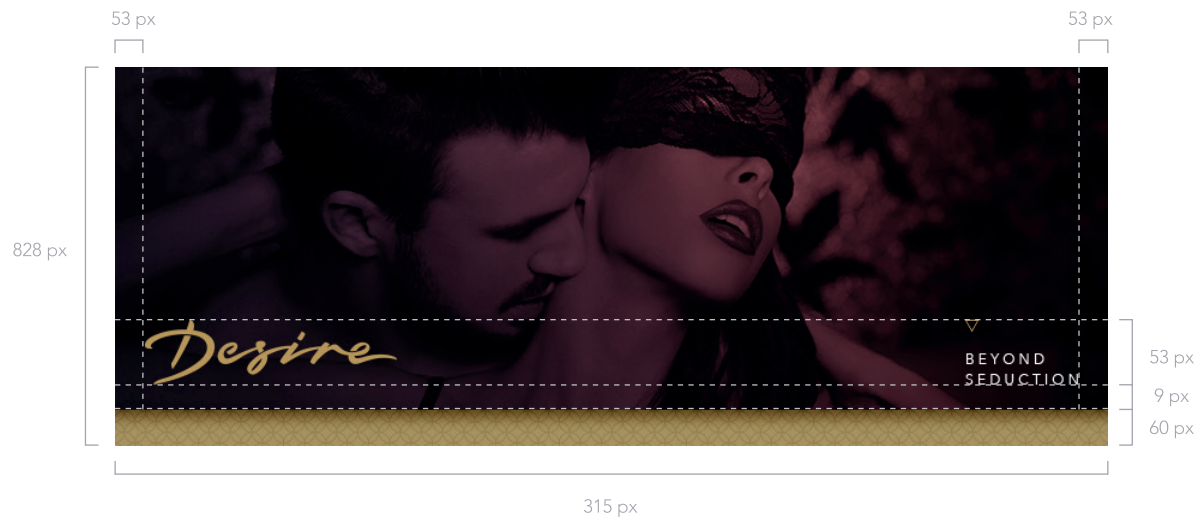 53 px
53 px
828 px
Desire
BEYOND
SEDUCTION
53 px
9 px
60 px
315 px